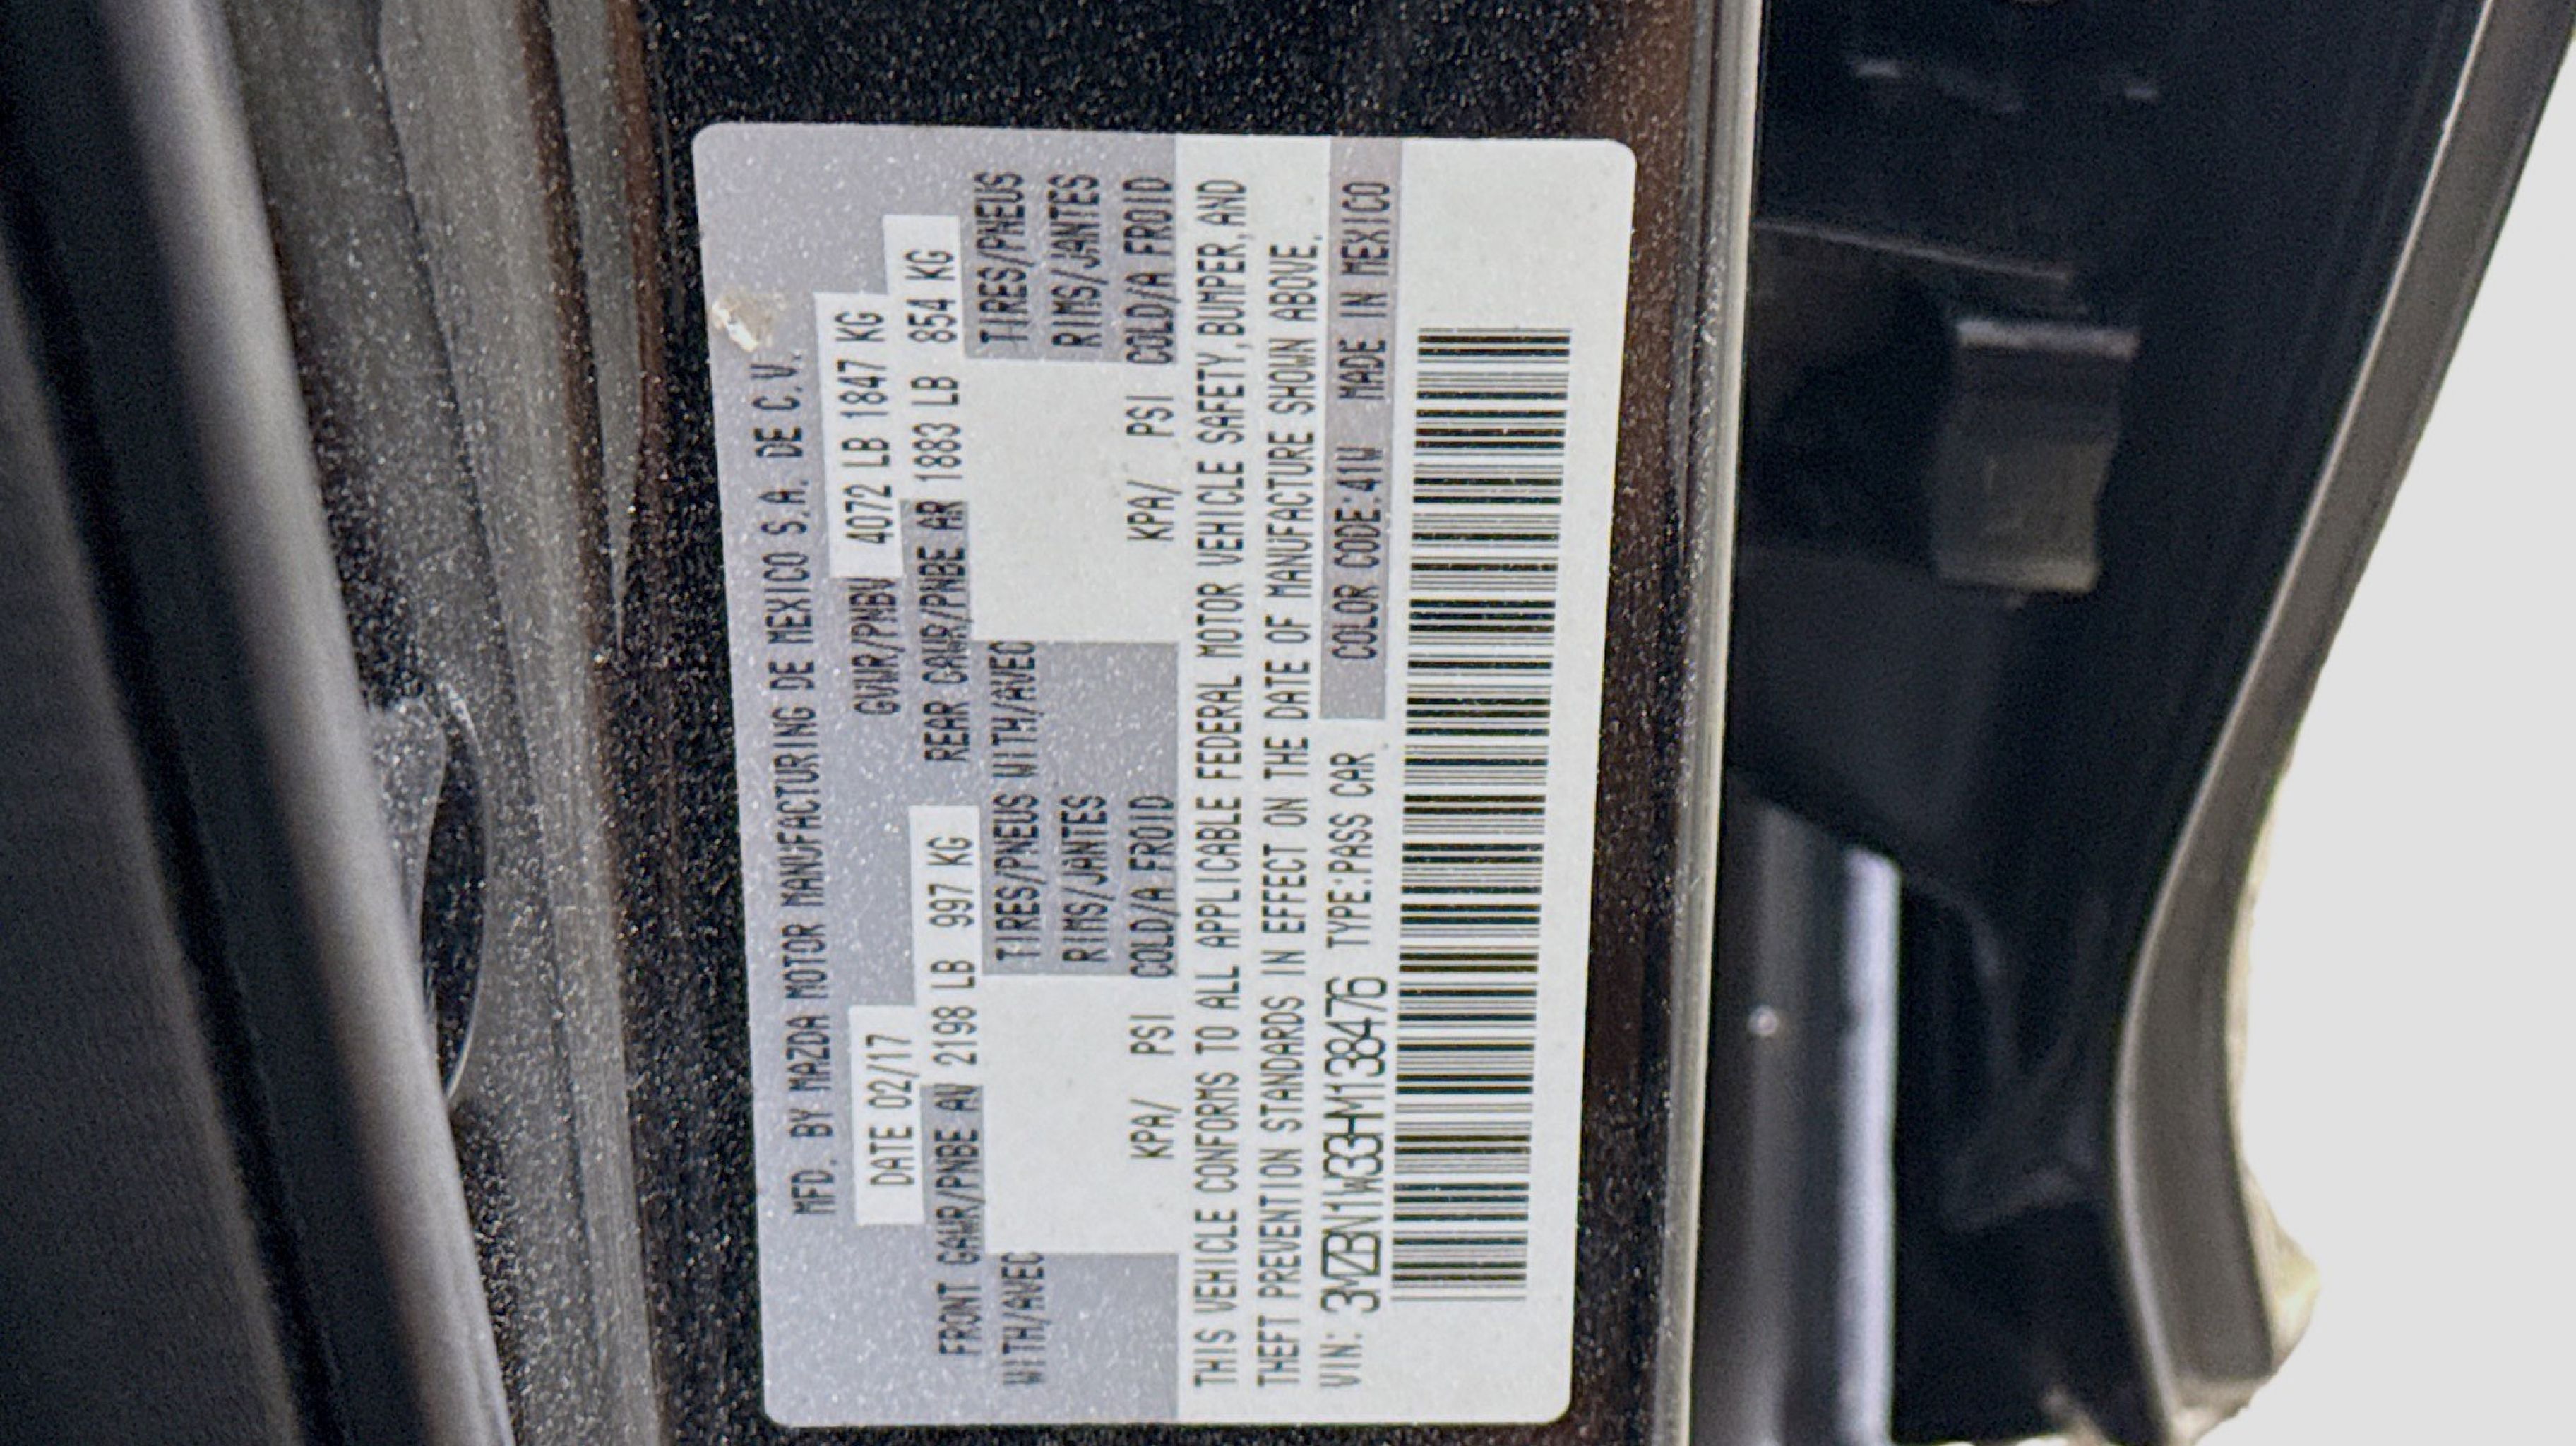 MFD. BY MAZDA MOTOR MANUFACTURING DE MEXICO S.A. DE C.V.
DATE 02/17 GVWR/PNBV 4072 LB 1847 KG
FRONT GAWR/PNBE AV 2198 LB 997 KG REAR GAWR/PNBE AR 1883 LB 854 KG
WITH/AVEC TIRES/PNEUS WITH/AVEC TIRES/PNEUS
RIMS/JANTES RIMS/JANTES
KPA/ PSI COLD/A FROID KPA/ PSI COLD/A FROID
THIS VEHICLE CONFORMS TO ALL APPLICABLE FEDERAL MOTOR VEHICLE SAFETY,BUMPER,AND
THEFT PREVENTION STANDARDS IN EFFECT ON THE DATE OF MANUFACTURE SHOWN ABOVE.
VIN: 3MZBN1W33HM138476 TYPE:PASS CAR COLOR CODE:41W MADE IN MEXICO